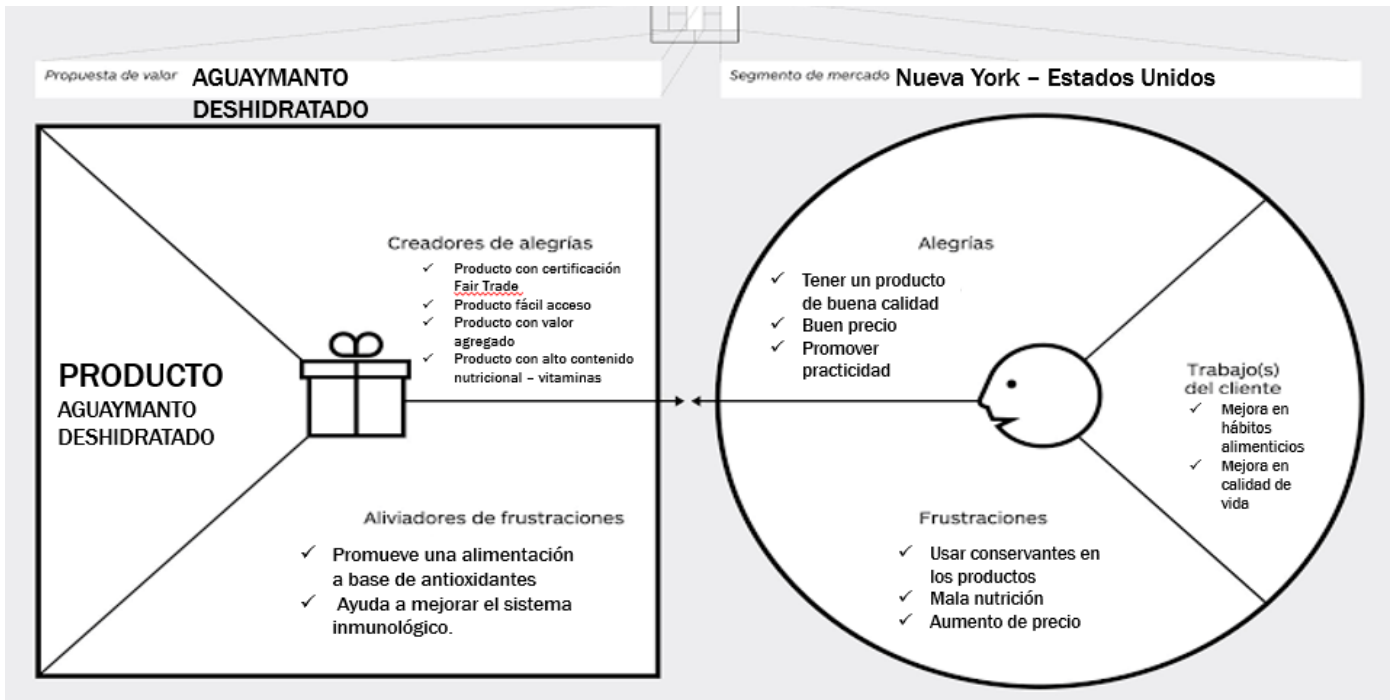 Propuesta de valor AGUAYMANTO
DESHIDRATADO
Segmento de mercado Nueva York – Estados Unidos
Creadores de alegrías
✓ Producto con certificación
Fair Trade
✓ Producto fácil acceso
✓ Producto con valor
agregado
✓ Producto con alto contenido
nutricional – vitaminas
PRODUCTO
AGUAYMANTO
DESHIDRATADO
Aliviadores de frustraciones
✓ Promueve una alimentación
a base de antioxidantes
✓ Ayuda a mejorar el sistema
inmunológico.
Alegrías
✓ Tener un producto
de buena calidad
✓ Buen precio
✓ Promover
practicidad
Trabajo(s)
del cliente
✓ Mejora en
hábitos
alimenticios
✓ Mejora en
calidad de
vida
Frustraciones
✓ Usar conservantes en
los productos
✓ Mala nutrición
✓ Aumento de precio